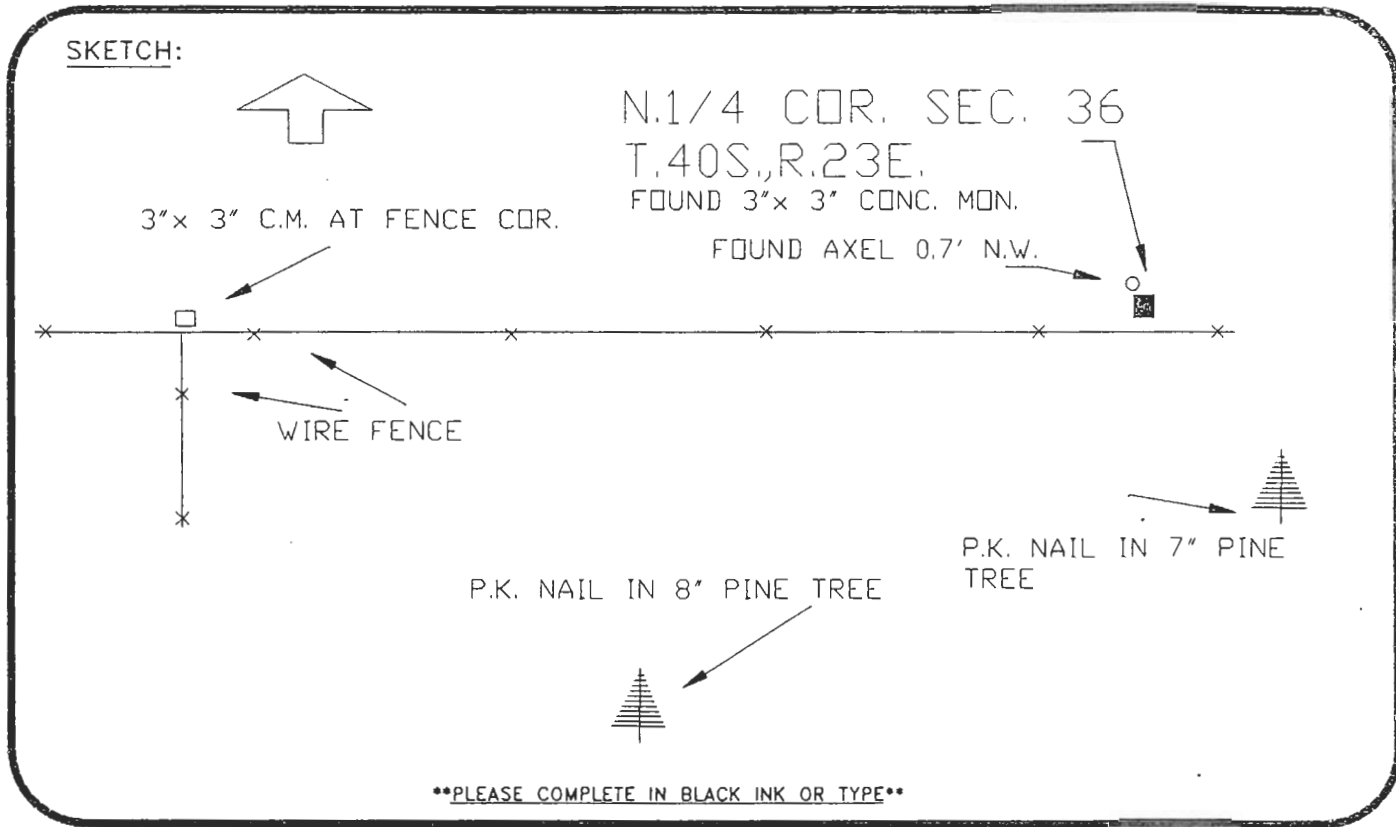 SKETCH:
N.1/4 COR. SEC. 36
T.40S.,R.23E.
FOUND 3"x 3" CONC. MON.
3"x 3" C.M. AT FENCE COR.
FOUND AXEL 0.7' N.W.
WIRE FENCE
P.K. NAIL IN 7" PINE
TREE
P.K. NAIL IN 8" PINE TREE
**PLEASE COMPLETE IN BLACK INK OR TYPE**